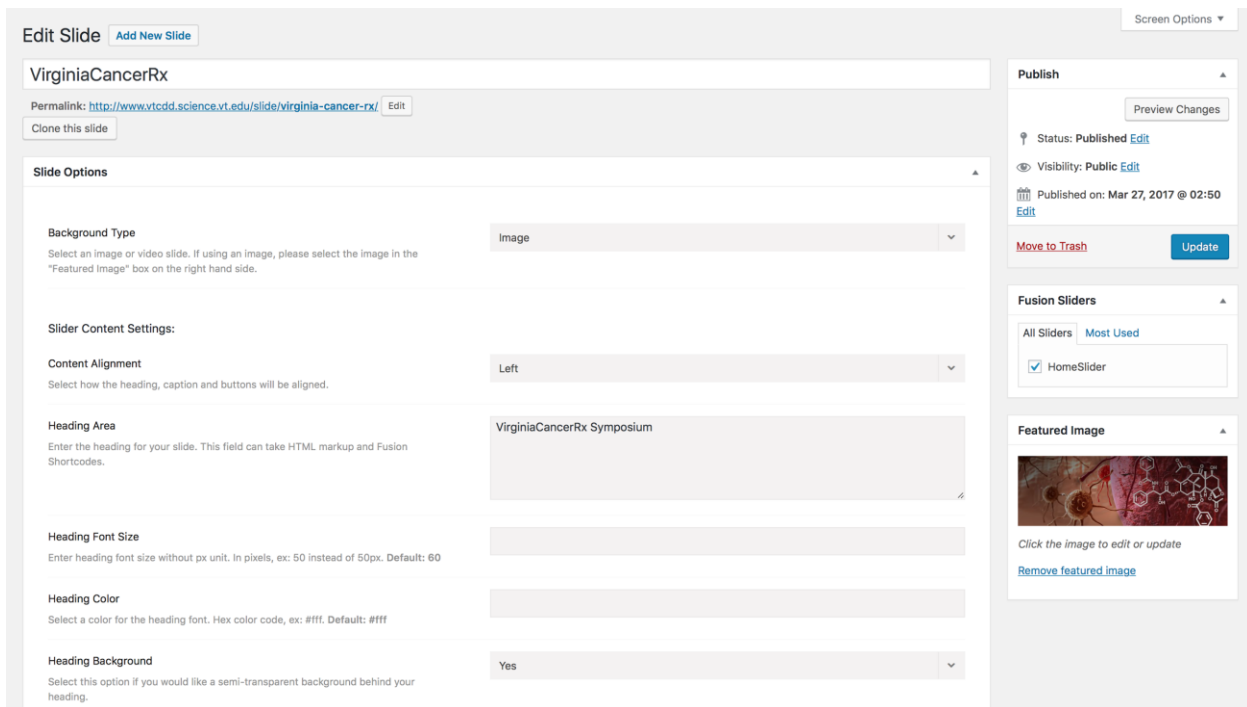 Screen Options ▼
Edit Slide Add New Slide
VirginiaCancerRx
Permalink: http://www.vtcdd.science.vt.edu/slide/virginia-cancer-rx/ Edit
Clone this slide
Slide Options
Background Type
Select an image or video slide. If using an image, please select the image in the
"Featured Image" box on the right hand side.
Image
Slider Content Settings:
Content Alignment
Select how the heading, caption and buttons will be aligned.
Left
Heading Area
Enter the heading for your slide. This field can take HTML markup and Fusion
Shortcodes.
VirginiaCancerRx Symposium
Heading Font Size
Enter heading font size without px unit. In pixels, ex: 50 instead of 50px. Default: 60
Heading Color
Select a color for the heading font. Hex color code, ex: #fff. Default: #fff
Heading Background
Select this option if you would like a semi-transparent background behind your
heading.
Yes
Publish
Preview Changes
Status: Published Edit
Visibility: Public Edit
Published on: Mar 27, 2017 @ 02:50
Edit
Move to Trash Update
Fusion Sliders
All Sliders Most Used
HomeSlider
Featured Image
Click the image to edit or update
Remove featured image